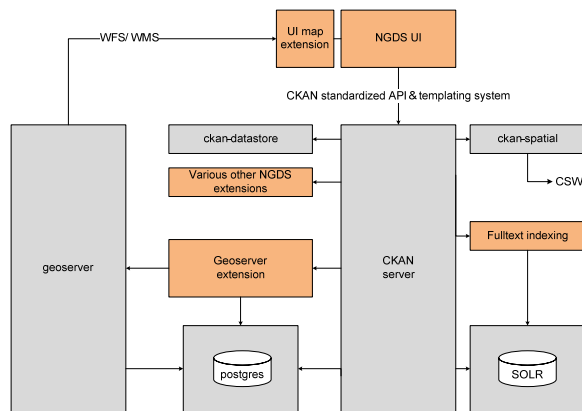 UI map
extension
NGDS UI
WFS/ WMS
CKAN standardized API & templating system
ckan-datastore
ckan-spatial
Various other NGDS
extensions
CSW
Fulltext indexing
geoserver
Geoserver
extension
CKAN
server
postgres
SOLR